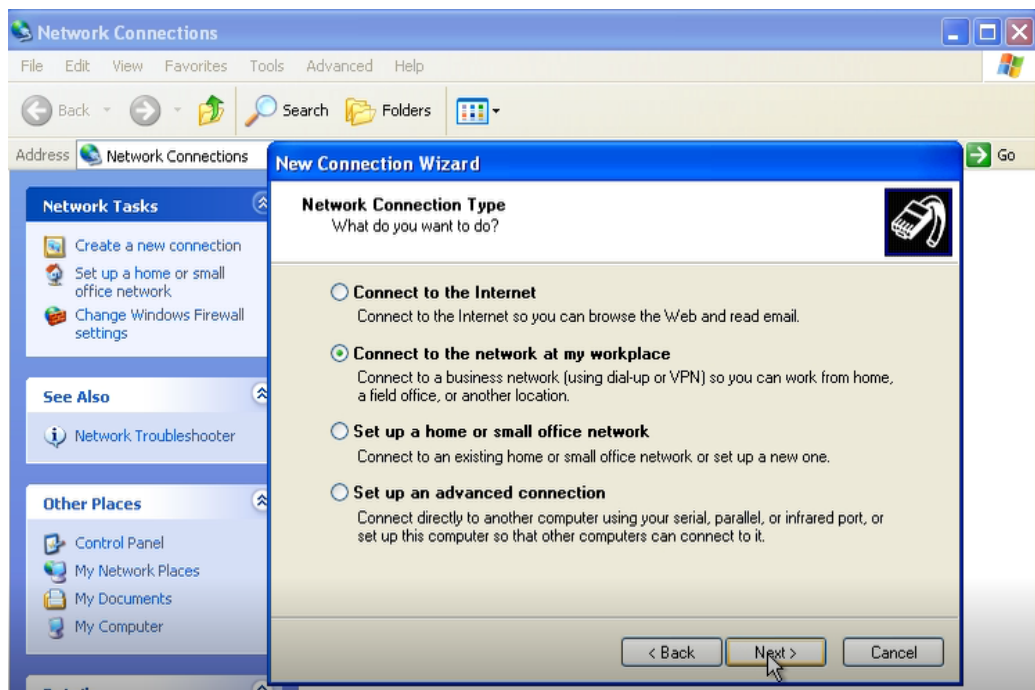 Network Connections
File Edit View Favorites Tools Advanced Help
Back Search Folders
Address Network Connections Go
Network Tasks
Create a new connection
Set up a home or small
office network
Change Windows Firewall
settings
See Also
Network Troubleshooter
Other Places
Control Panel
My Network Places
My Documents
My Computer
New Connection Wizard
Network Connection Type
What do you want to do?
Connect to the Internet
Connect to the Internet so you can browse the Web and read email.
Connect to the network at my workplace
Connect to a business network (using dial-up or VPN) so you can work from home,
a field office, or another location.
Set up a home or small office network
Connect to an existing home or small office network or set up a new one.
Set up an advanced connection
Connect directly to another computer using your serial, parallel, or infrared port, or
set up this computer so that other computers can connect to it.
< Back Next > Cancel